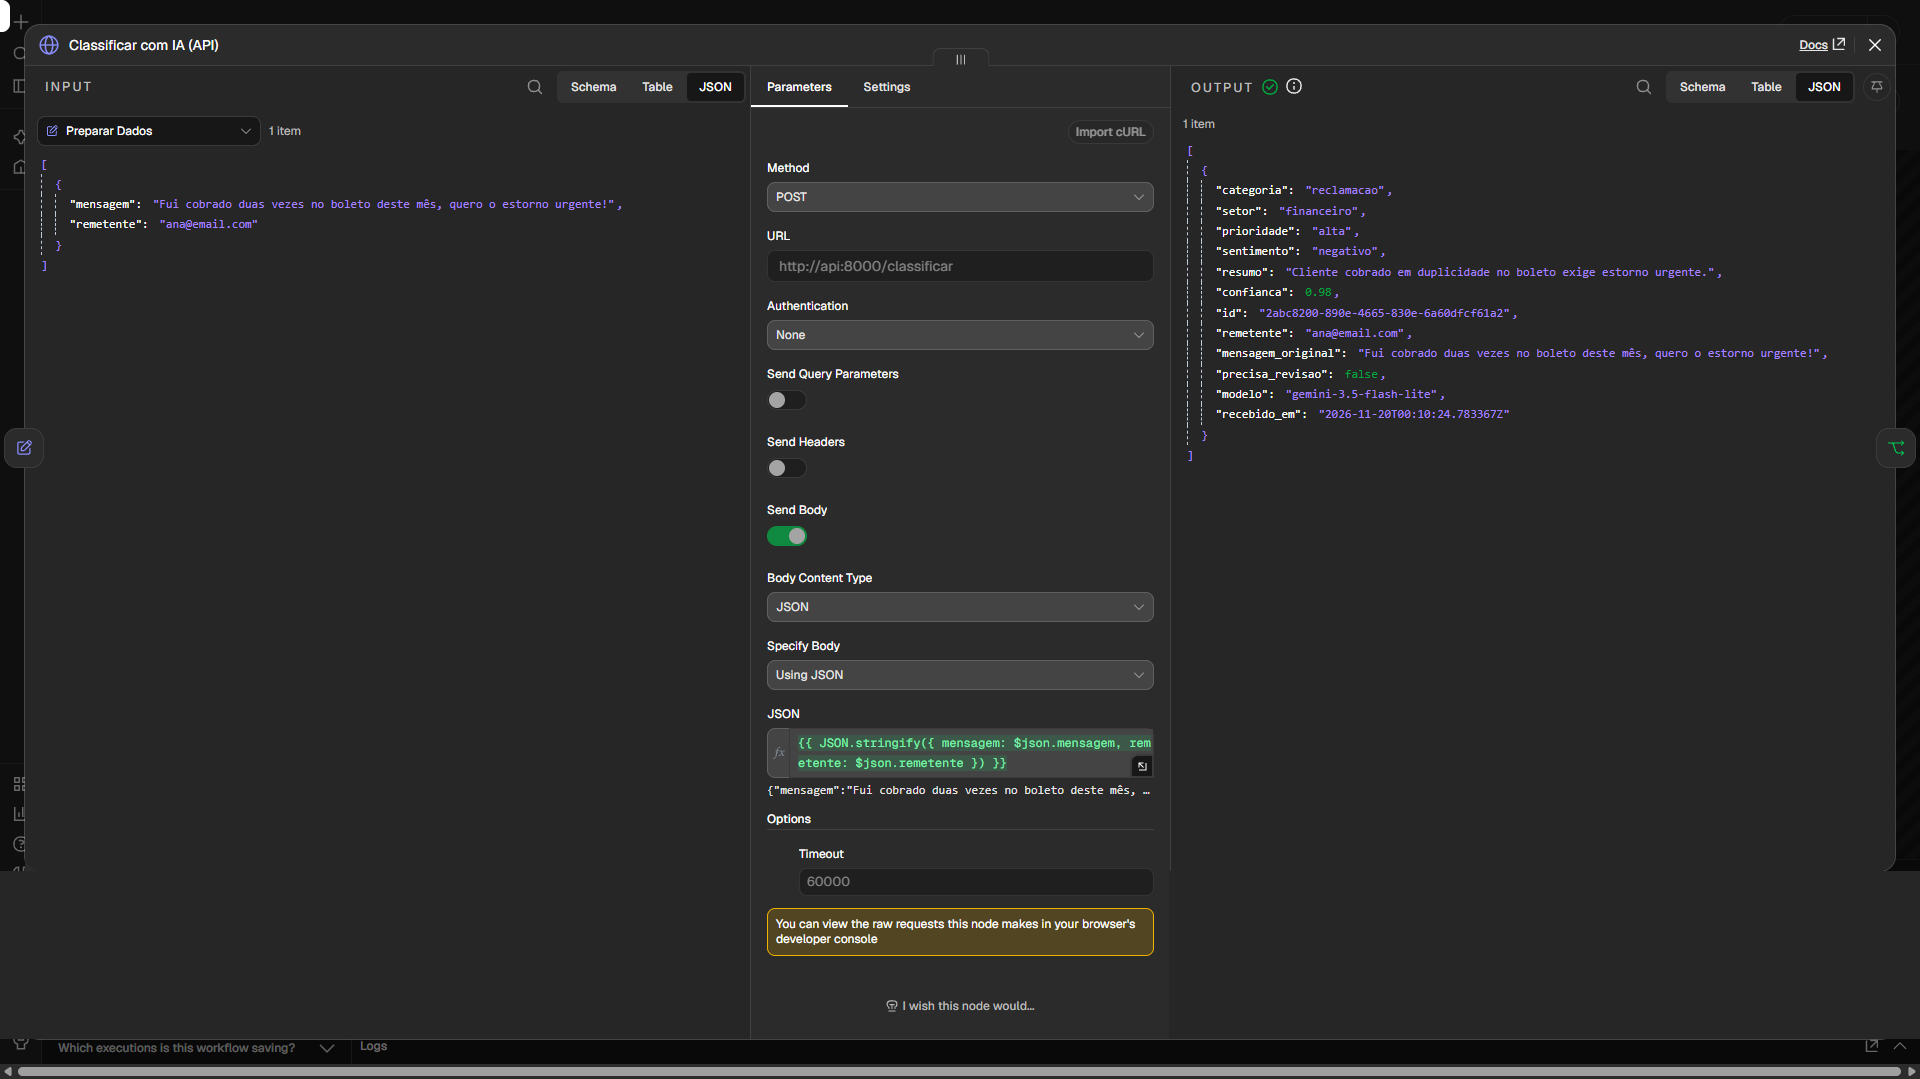 Classificar com IA (API)
Docs
INPUT
Schema
Table
JSON
Preparar Dados
1 item
[
{
"mensagem": "Fui cobrado duas vezes no boleto deste mês, quero o estorno urgente!",
"remetente": "ana@email.com"
}
]
Parameters
Settings
Import cURL
Method
POST
URL
http://api:8000/classificar
Authentication
None
Send Query Parameters
Send Headers
Send Body
Body Content Type
JSON
Specify Body
Using JSON
JSON
fx
{{ JSON.stringify({ mensagem: $json.mensagem, rem
etente: $json.remetente }) }}
{"mensagem":"Fui cobrado duas vezes no boleto deste mês, …
Options
Timeout
60000
You can view the raw requests this node makes in your browser's
developer console
I wish this node would...
OUTPUT
Schema
Table
JSON
1 item
[
{
"categoria": "reclamacao",
"setor": "financeiro",
"prioridade": "alta",
"sentimento": "negativo",
"resumo": "Cliente cobrado em duplicidade no boleto exige estorno urgente.",
"confianca": 0.98,
"id": "2abc8200-890e-4665-830e-6a60dfcf61a2",
"remetente": "ana@email.com",
"mensagem_original": "Fui cobrado duas vezes no boleto deste mês, quero o estorno urgente!",
"precisa_revisao": false,
"modelo": "gemini-3.5-flash-lite",
"recebido_em": "2026-11-20T00:10:24.783367Z"
}
]
Which executions is this workflow saving?
Logs